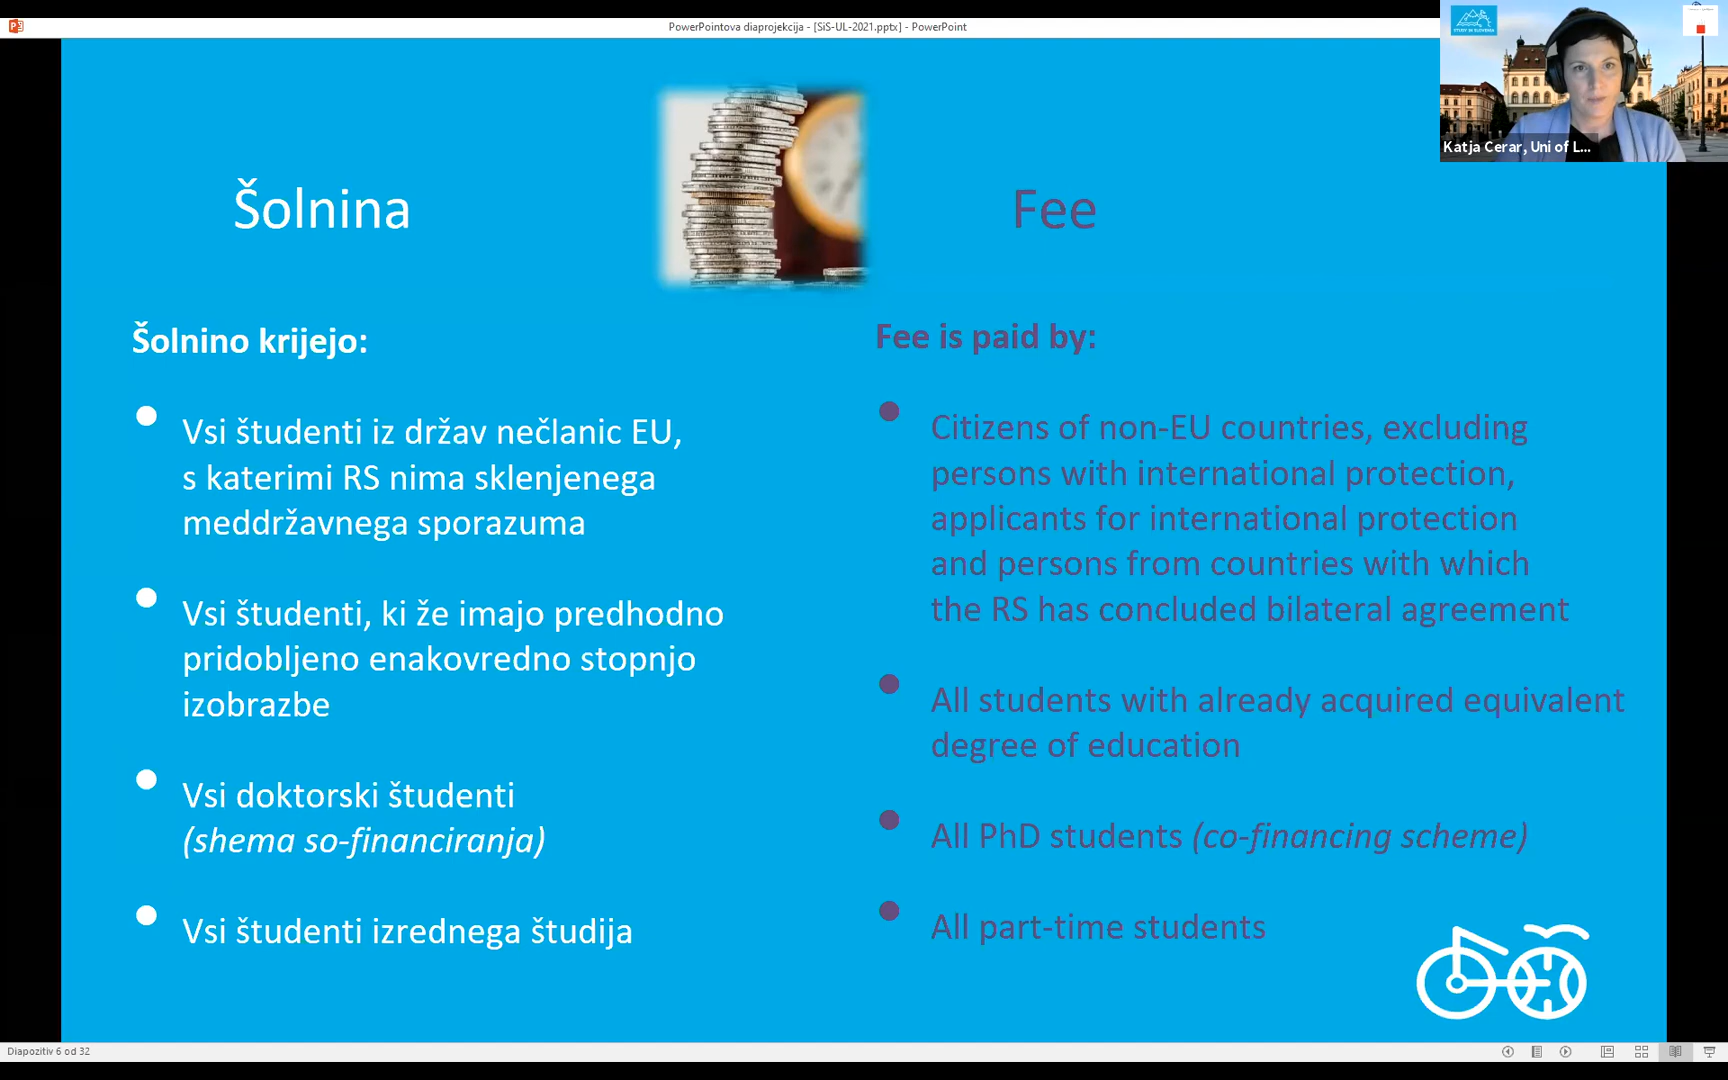 PowerPointova diaprojekcija - [SiS-UL-2021.pptx] - PowerPoint
STUDY IN SLOVENIA
Katja Cerar, Uni of L...
Šolnina
Fee
Šolnino krijejo:
Vsi študenti iz držav nečlanic EU,
s katerimi RS nima sklenjenega
meddržavnega sporazuma
Vsi študenti, ki že imajo predhodno
pridobljeno enakovredno stopnjo
izobrazbe
Vsi doktorski študenti
(shema so-financiranja)
Vsi študenti izrednega študija
Fee is paid by:
Citizens of non-EU countries, excluding
persons with international protection,
applicants for international protection
and persons from countries with which
the RS has concluded bilateral agreement
All students with already acquired equivalent
degree of education
All PhD students (co-financing scheme)
All part-time students
Diapozitiv 6 od 32